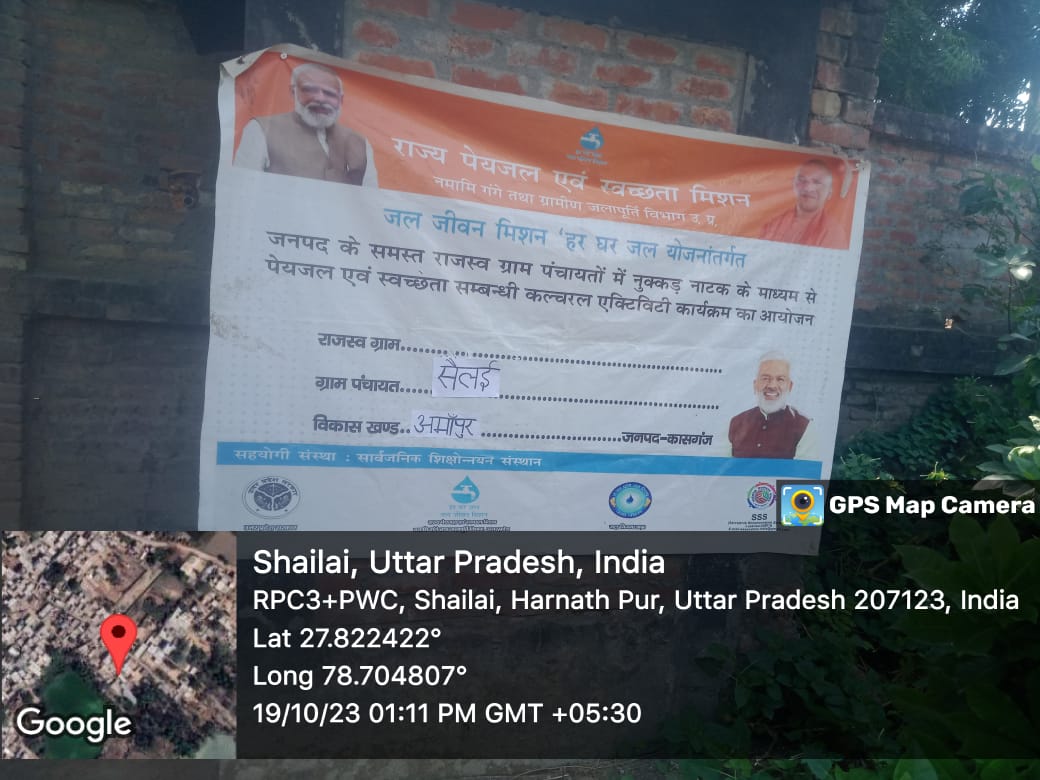 राज्य पेयजल एवं स्वच्छता मिशन
नमामि गंगे तथा ग्रामीण जलापूर्ति विभाग उ. प्र.
जल जीवन मिशन 'हर घर जल योजनांतर्गत
जनपद के समस्त राजस्व ग्राम पंचायतों में नुक्कड़ नाटक के माध्यम से
पेयजल एवं स्वच्छता सम्बन्धी कल्चरल एक्टिविटी कार्यक्रम का आयोजन
राजस्व ग्राम
ग्राम पंचायत..... सैलई
विकास खण्ड.. अमाँपुर ..............जनपद-कासगंज
सहयोगी संस्था : सार्वजनिक शिक्षोन्नयन संस्थान
SSS
GPS Map Camera
Shailai, Uttar Pradesh, India
RPC3+PWC, Shailai, Harnath Pur, Uttar Pradesh 207123, India
Lat 27.822422°
Long 78.704807°
19/10/23 01:11 PM GMT +05:30
Google